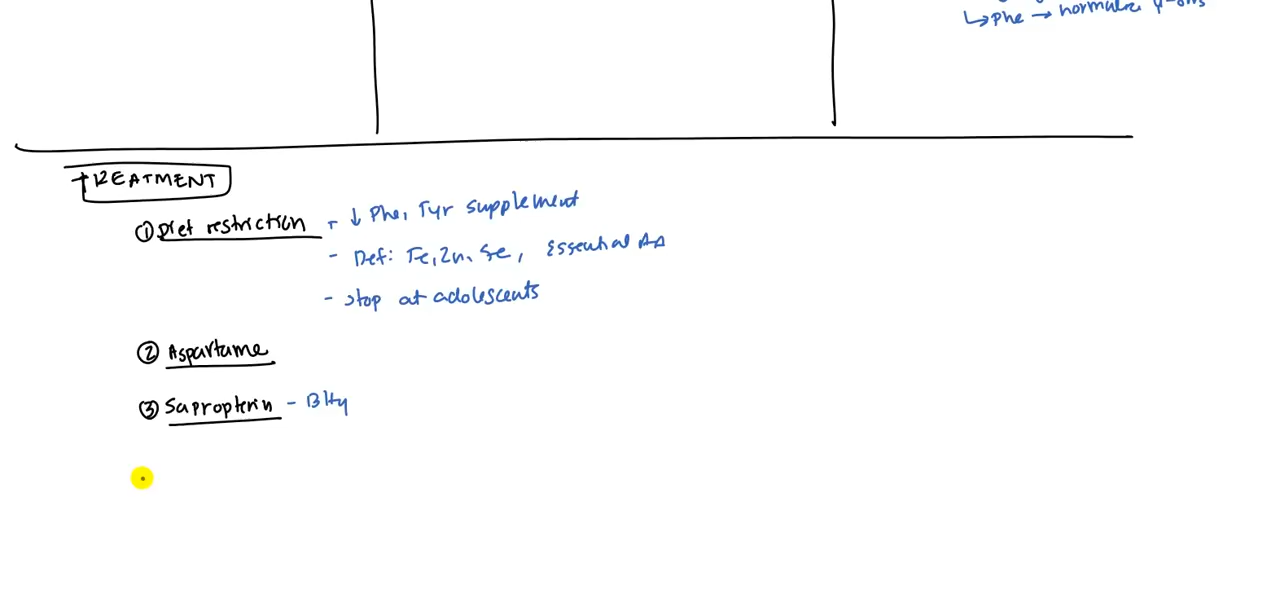 ↳Phe → normalize
TREATMENT
① Diet restriction - ↓ Phe, Tyr supplement
- Def: Fe, Zn, Se, Essential AA
- Stop at adolescents
② Aspartame
③ Sapropterin - BH4